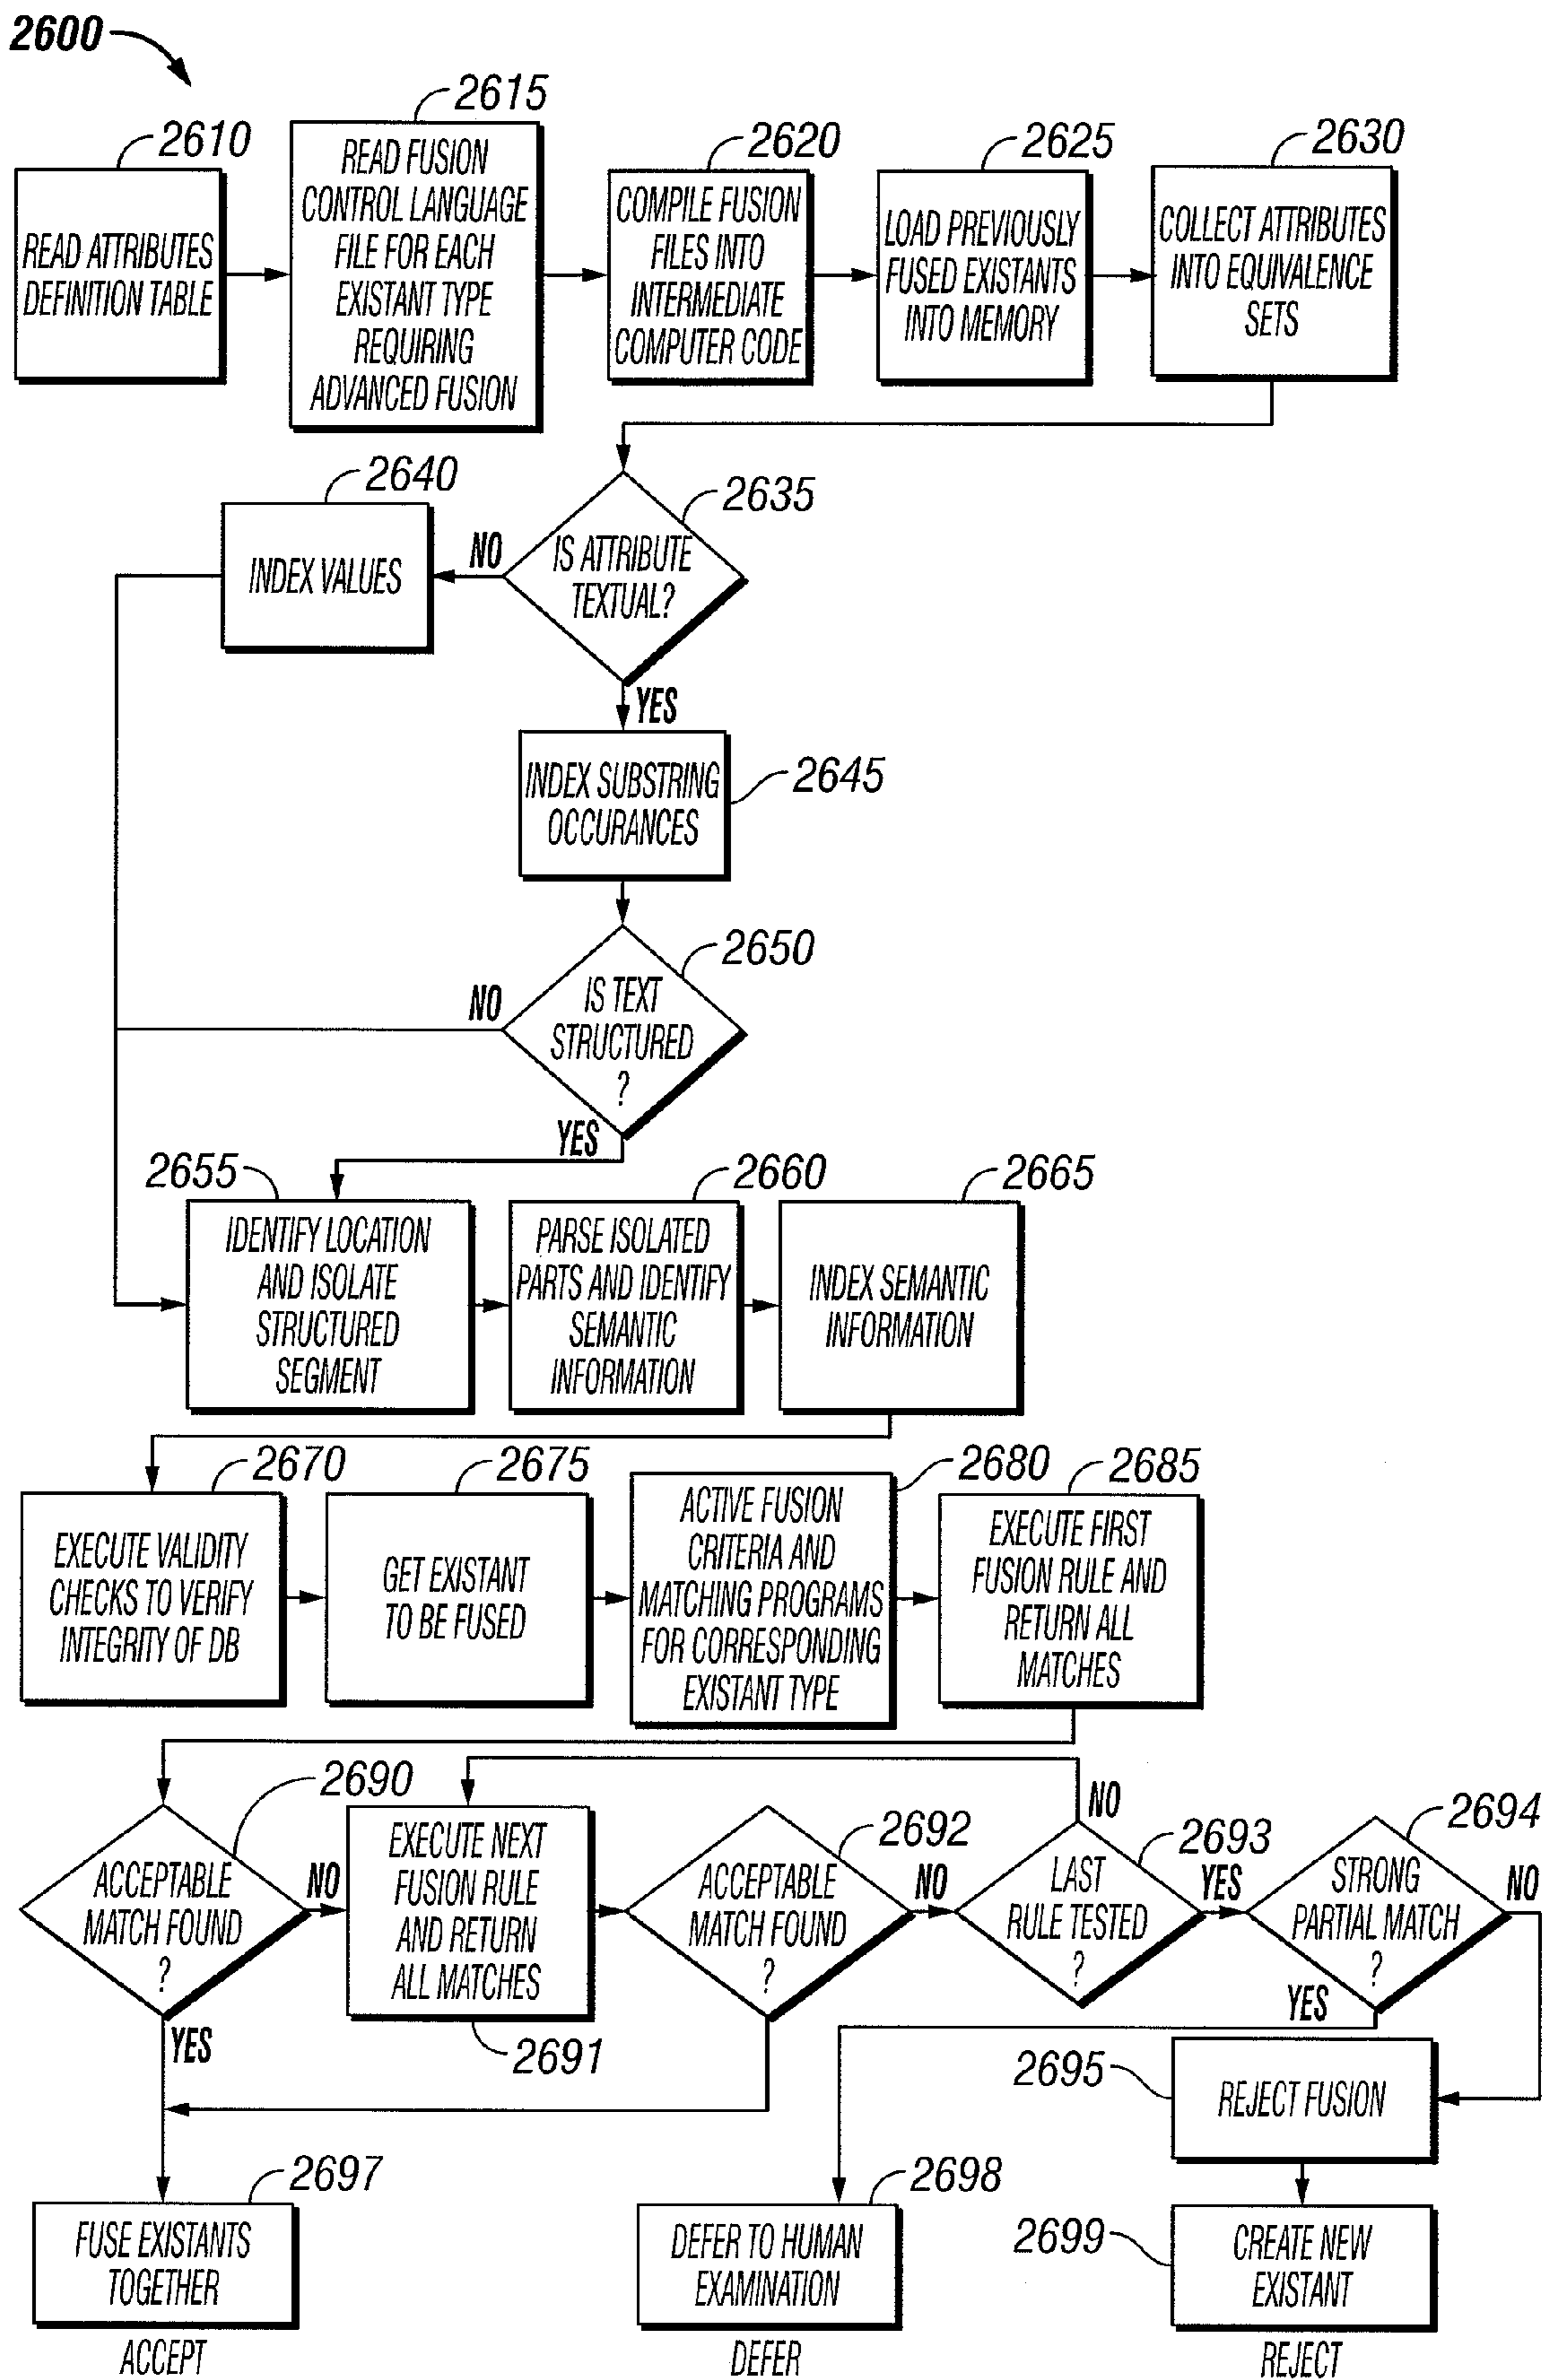 2600
2610
READ ATTRIBUTES
DEFINITION TABLE
2615
READ FUSION
CONTROL LANGUAGE
FILE FOR EACH
EXISTANT TYPE
REQUIRING
ADVANCED FUSION
2620
COMPILE FUSION
FILES INTO
INTERMEDIATE
COMPUTER CODE
2625
LOAD PREVIOUSLY
FUSED EXISTANTS
INTO MEMORY
2630
COLLECT ATTRIBUTES
INTO EQUIVALENCE
SETS
2635
IS ATTRIBUTE
TEXTUAL?
NO
2640
INDEX VALUES
YES
INDEX SUBSTRING
OCCURANCES
2645
2650
IS TEXT
STRUCTURED
?
NO
YES
2655
IDENTIFY LOCATION
AND ISOLATE
STRUCTURED
SEGMENT
2660
PARSE ISOLATED
PARTS AND IDENTIFY
SEMANTIC
INFORMATION
2665
INDEX SEMANTIC
INFORMATION
2670
EXECUTE VALIDITY
CHECKS TO VERIFY
INTEGRITY OF DB
2675
GET EXISTANT
TO BE FUSED
2680
ACTIVE FUSION
CRITERIA AND
MATCHING PROGRAMS
FOR CORRESPONDING
EXISTANT TYPE
2685
EXECUTE FIRST
FUSION RULE AND
RETURN ALL
MATCHES
2690
ACCEPTABLE
MATCH FOUND
?
NO
YES
EXECUTE NEXT
FUSION RULE
AND RETURN
ALL MATCHES
2691
2692
ACCEPTABLE
MATCH FOUND
?
NO
2693
LAST
RULE TESTED
?
NO
YES
2694
STRONG
PARTIAL MATCH
?
NO
YES
2695
REJECT FUSION
2697
FUSE EXISTANTS
TOGETHER
ACCEPT
2698
DEFER TO HUMAN
EXAMINATION
DEFER
2699
CREATE NEW
EXISTANT
REJECT